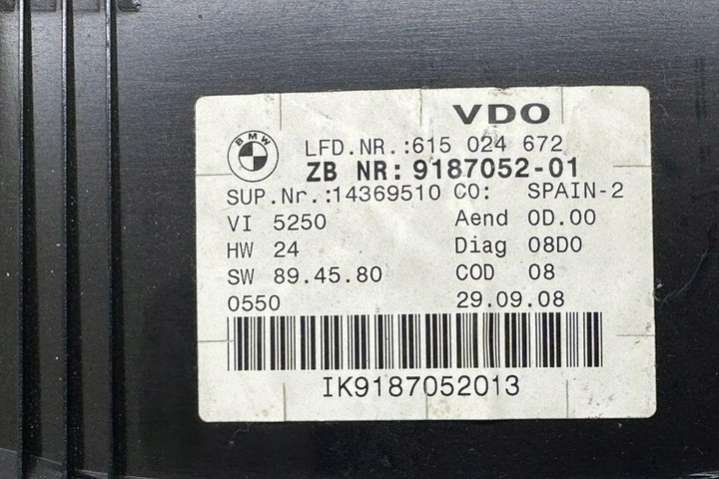 VDO
BMW
LFD.NR.:615 024 672
ZB NR: 9187052-01
SUP.Nr.:14369510 CO: SPAIN-2
VI 5250 Aend 0D.00
HW 24 Diag 08D0
SW 89.45.80 COD 08
0550 29.09.08
IK9187052013